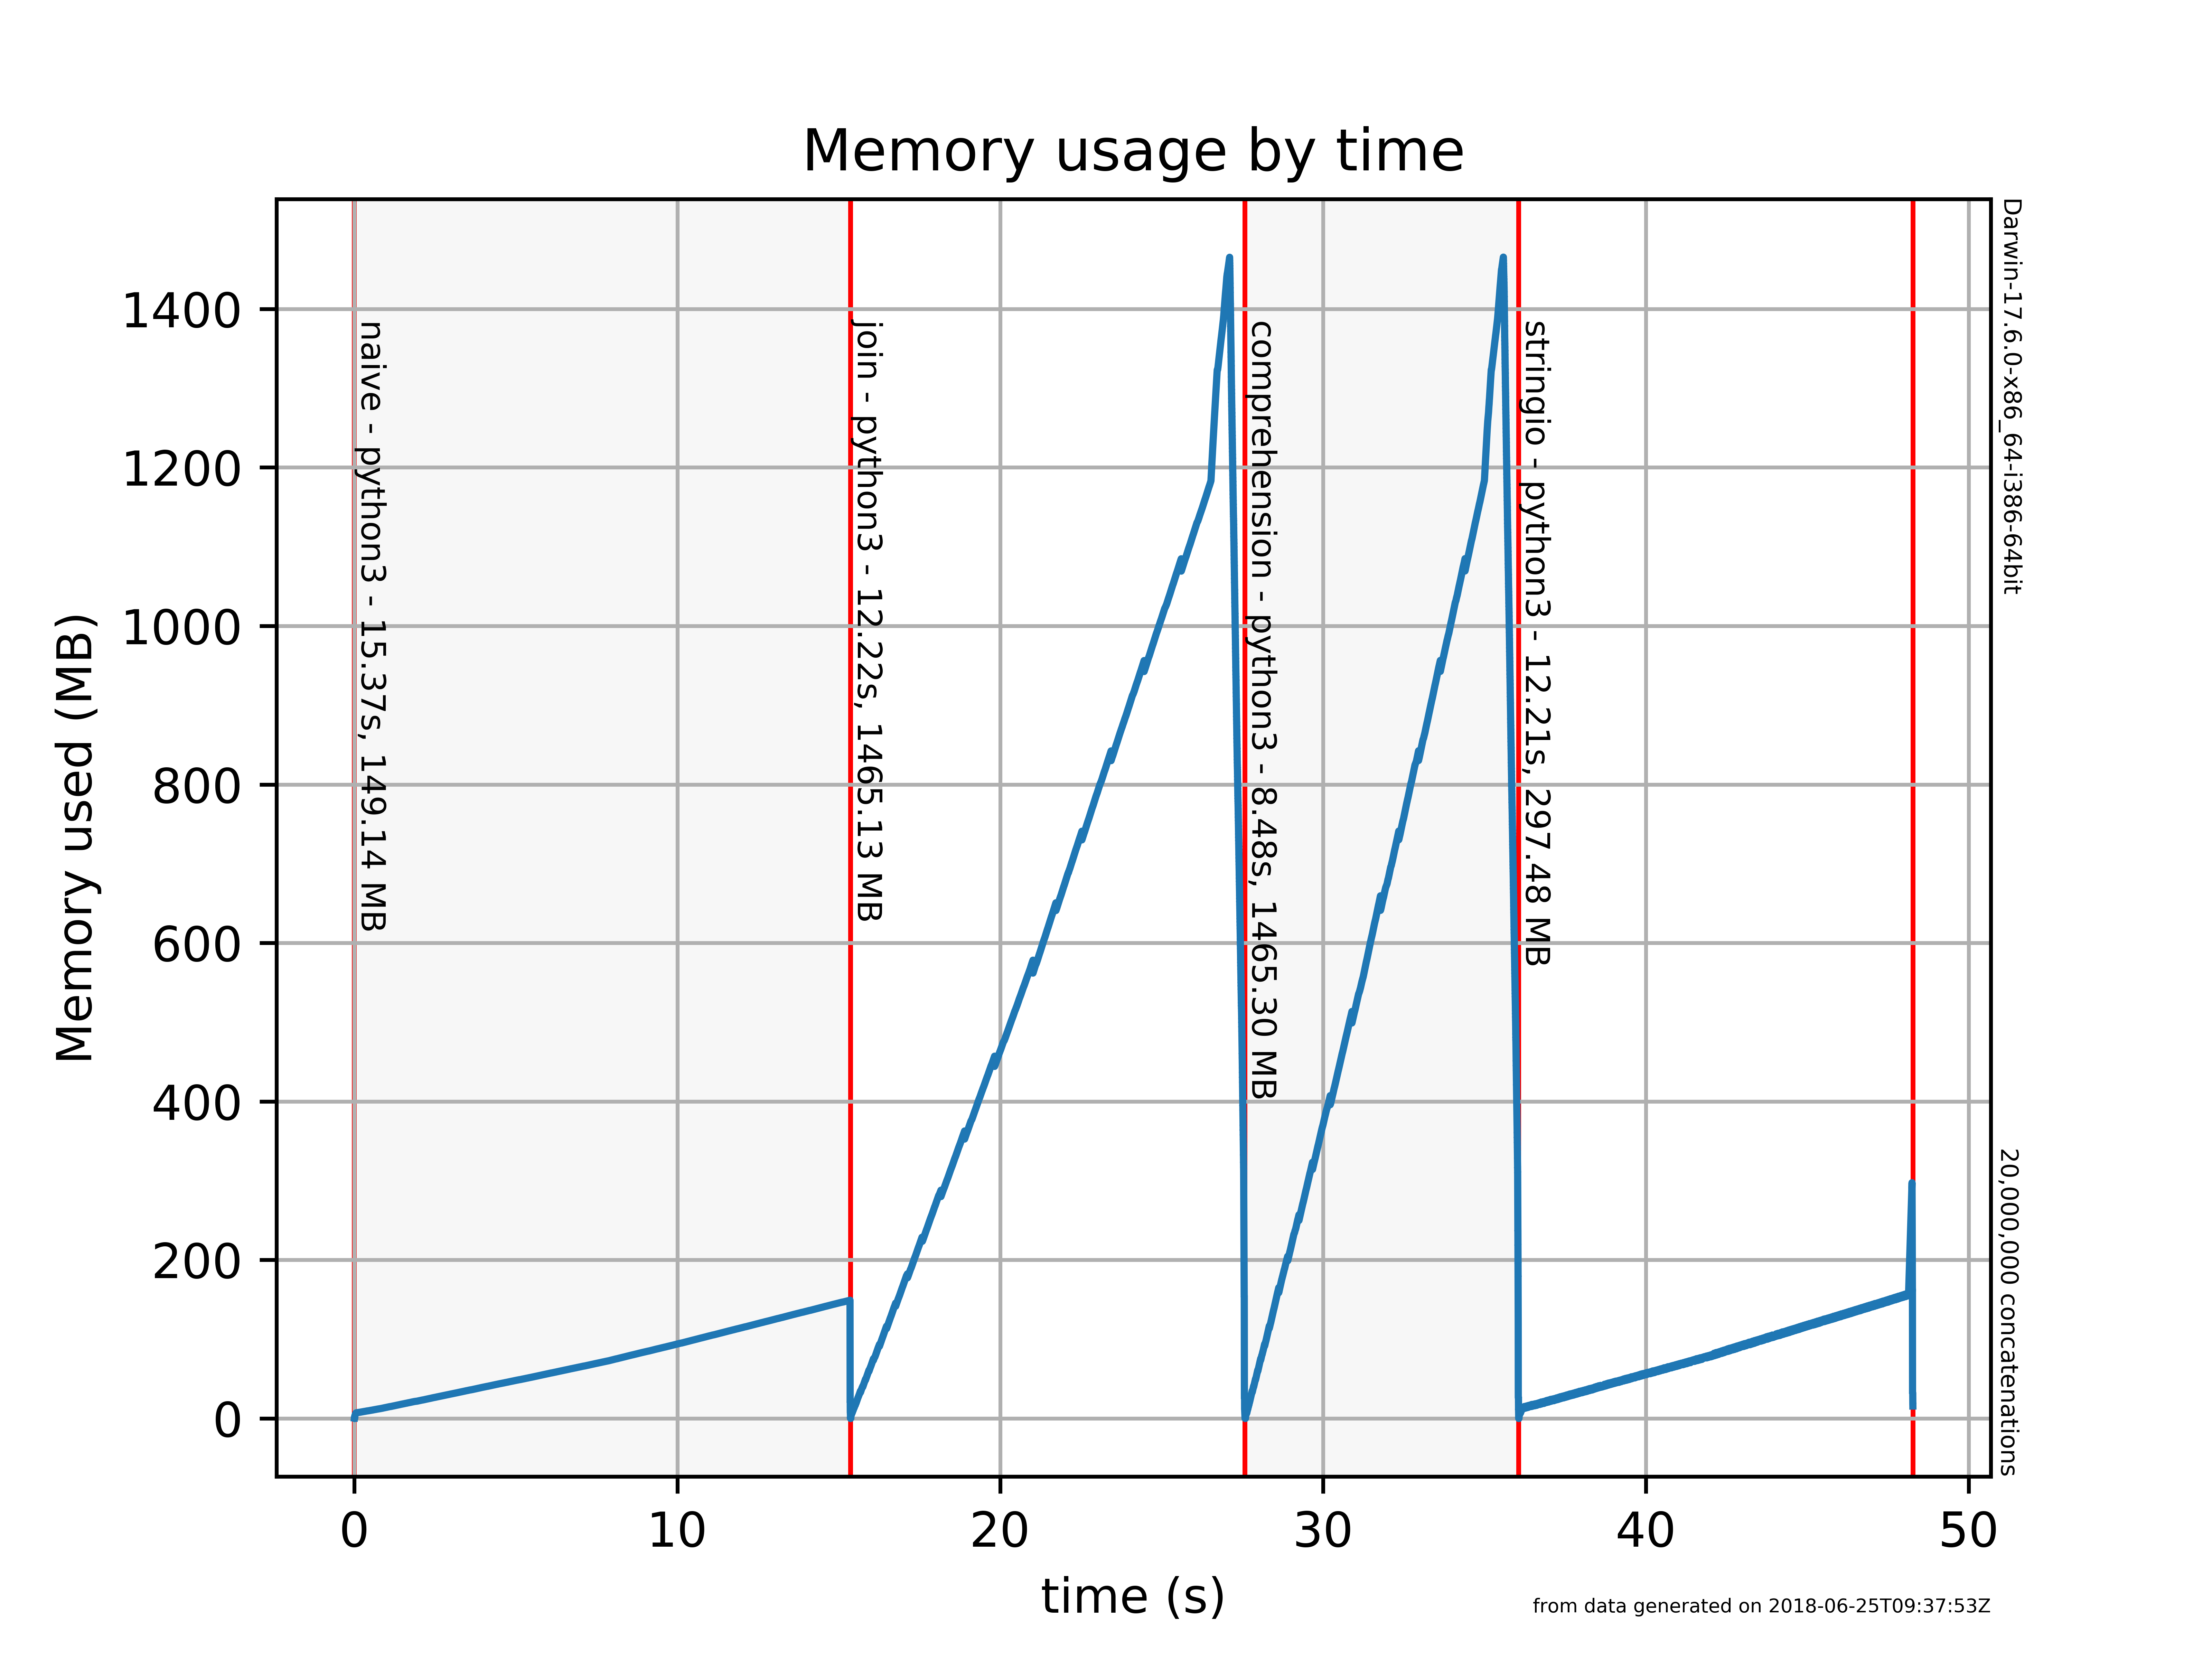 Memory usage by time
Memory used (MB)
1400
1200
1000
800
600
400
200
0
naive - python3 - 15.37s, 149.14 MB
join - python3 - 12.22s, 1465.13 MB
comprehension - python3 - 8.48s, 1465.30 MB
stringio - python3 - 12.21s, 297.48 MB
Darwin-17.6.0-x86_64-i386-64bit
20,000,000 concatenations
0 10 20 30 40 50
time (s)
from data generated on 2018-06-25T09:37:53Z